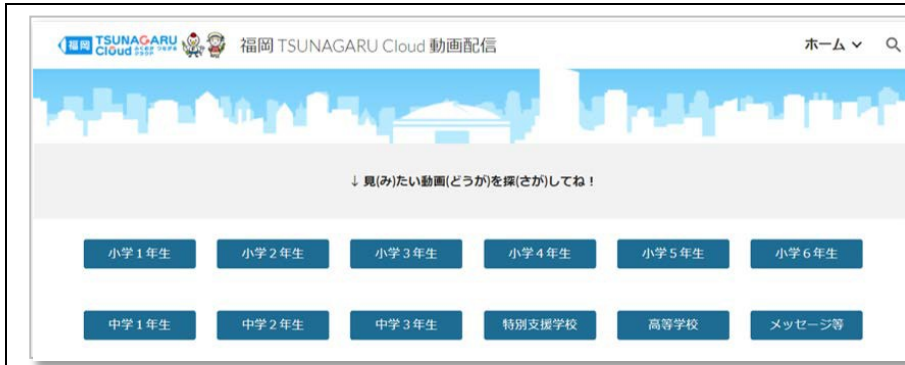 福岡 TSUNAGARU Cloud 福岡 TSUNAGARU Cloud 動画配信 ホーム
↓ 見(み)たい動画(どうが)を探(さが)してね！
小学１年生 小学２年生 小学３年生 小学４年生 小学５年生 小学６年生
中学１年生 中学２年生 中学３年生 特別支援学校 高等学校 メッセージ等